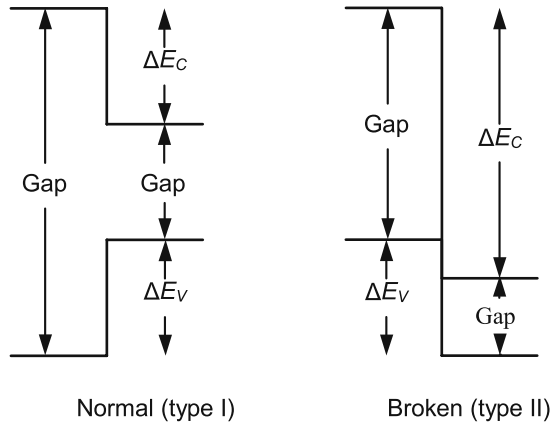 ΔE_C
Gap
Gap
ΔE_V
Normal (type I)
Gap
ΔE_C
ΔE_V
Gap
Broken (type II)